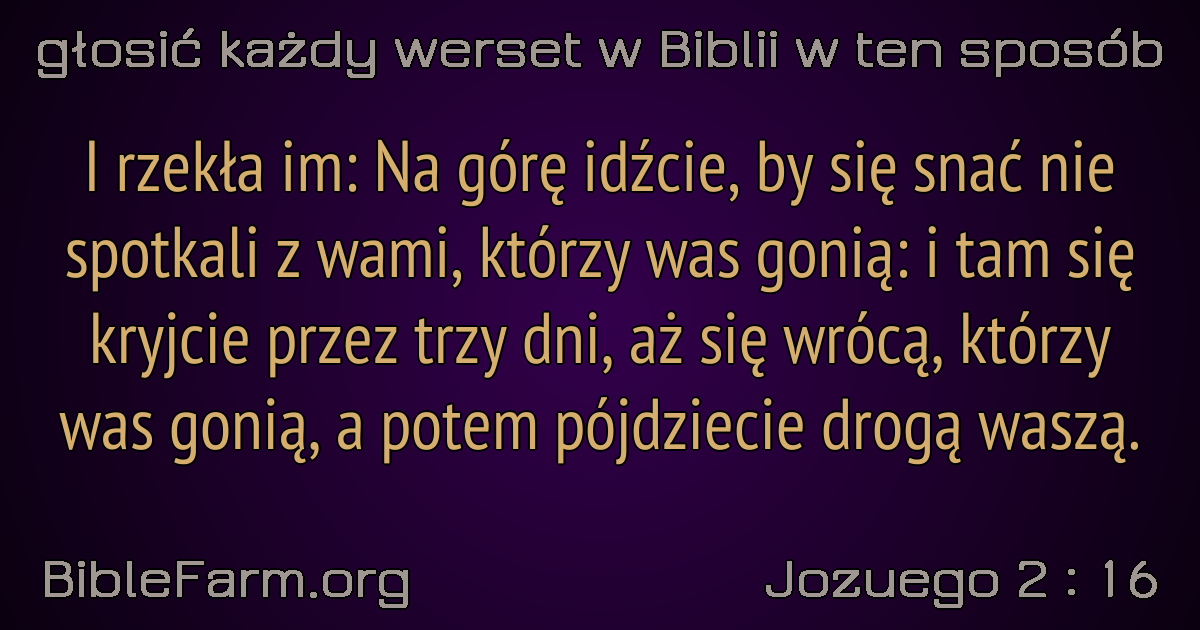 głosić każdy werset w Biblii w ten sposób
I rzekła im: Na górę idźcie, by się snać nie
spotkali z wami, którzy was gonią: i tam się
kryjcie przez trzy dni, aż się wrócą, którzy
was gonią, a potem pójdziecie drogą waszą.
BibleFarm.org
Jozuego 2 : 16